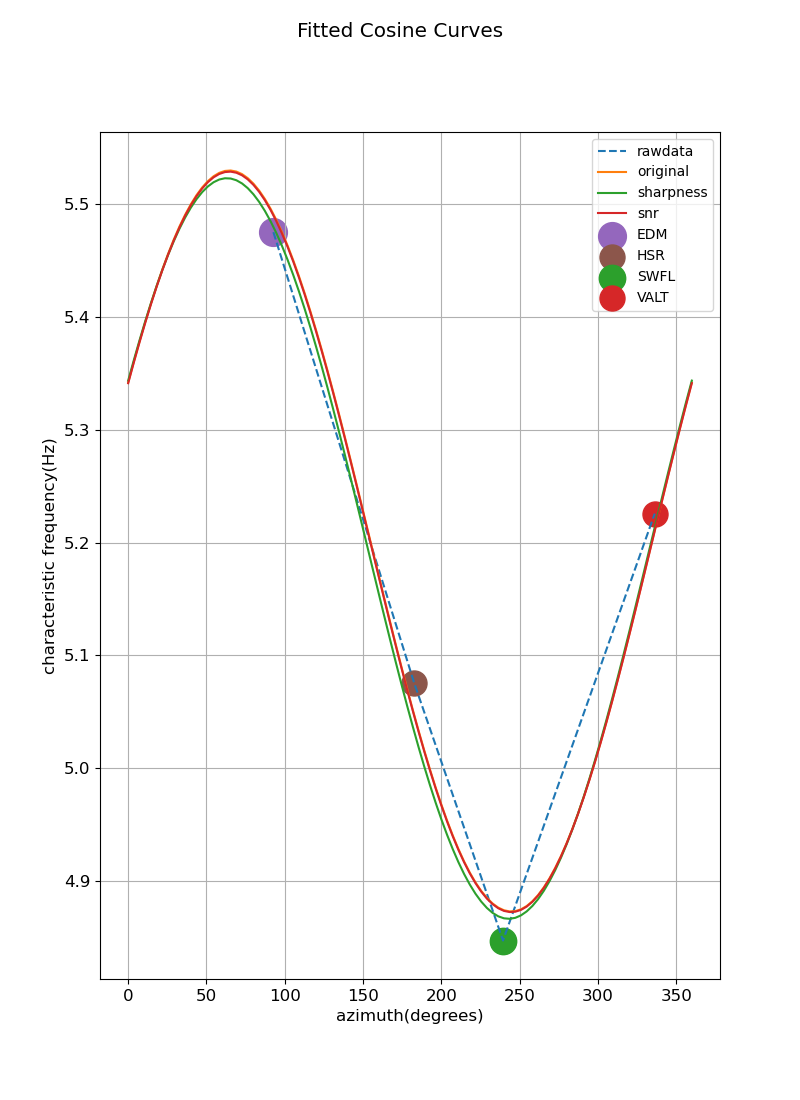 Fitted Cosine Curves
rawdata
original
sharpness
snr
EDM
HSR
SWFL
VALT
characteristic frequency(Hz)
5.5
5.4
5.3
5.2
5.1
5.0
4.9
0 50 100 150 200 250 300 350
azimuth(degrees)